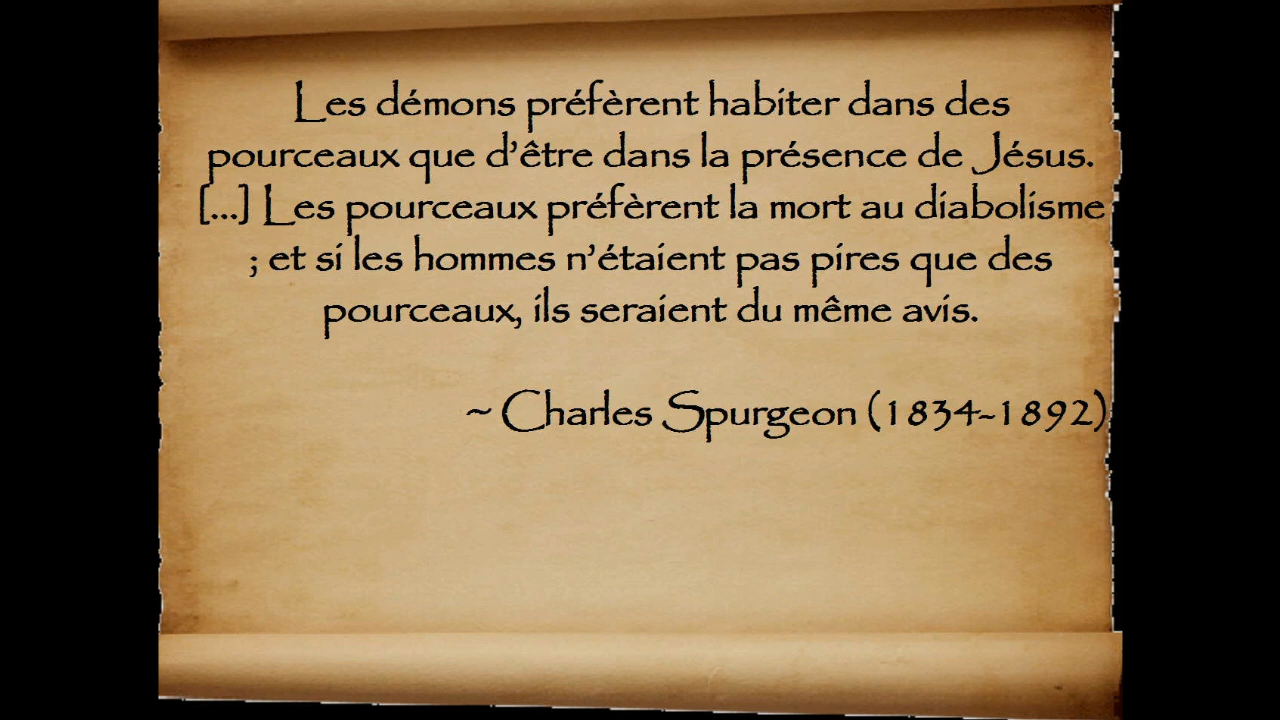 Les démons préfèrent habiter dans des
pourceaux que d'être dans la présence de Jésus.
[...] Les pourceaux préfèrent la mort au diabolisme
; et si les hommes n'étaient pas pires que des
pourceaux, ils seraient du même avis.
~ Charles Spurgeon (1834-1892)